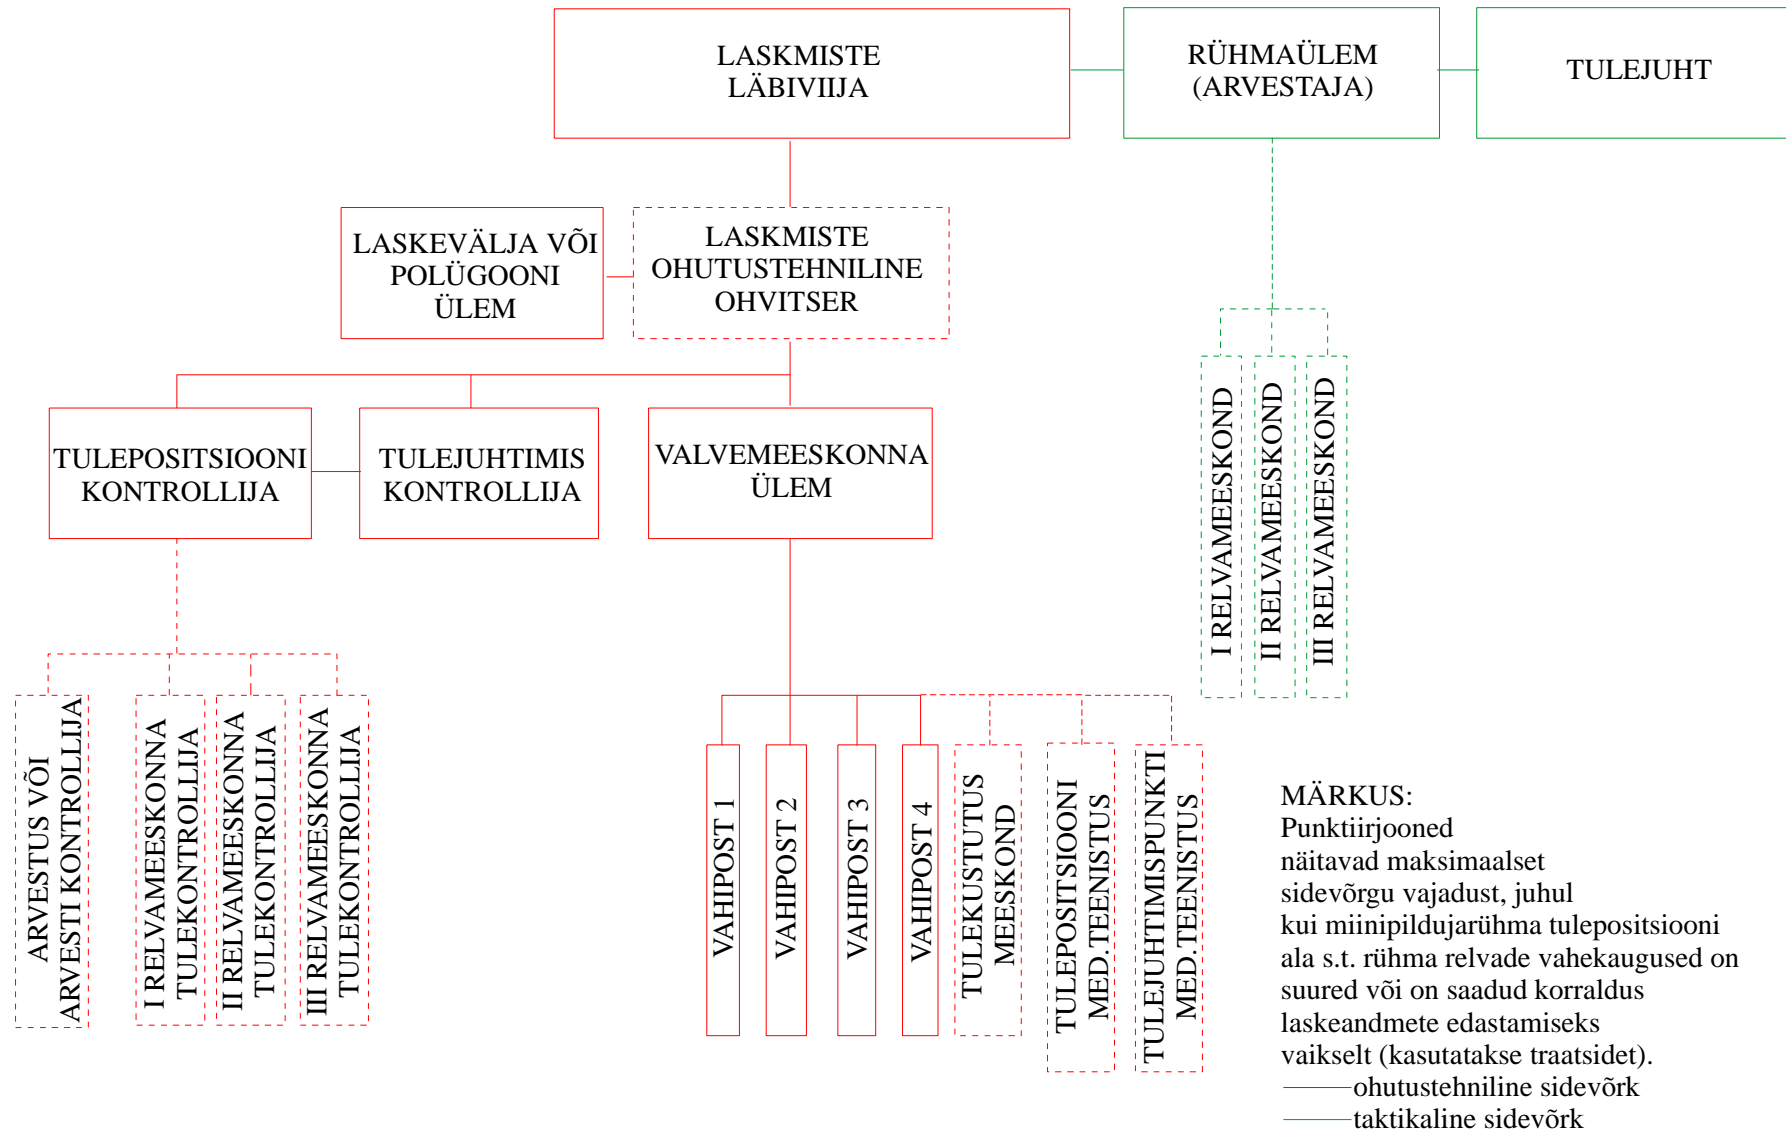 LASKMISTE
LÄBIVIIJA
RÜHMAÜLEM
(ARVESTAJA)
TULEJUHT
LASKEVÄLJA VÕI
POLÜGOONI
ÜLEM
LASKMISTE
OHUTUSTEHNILINE
OHVITSER
TULEPOSITSIOONI
KONTROLLIJA
TULEJUHTIMIS
KONTROLLIJA
VALVEMEESKONNA
ÜLEM
I RELVAMEESKOND
II RELVAMEESKOND
III RELVAMEESKOND
ARVESTUS VÕI
ARVESTI KONTROLLIJA
I RELVAMEESKONNA
TULEKONTROLLIJA
II RELVAMEESKONNA
TULEKONTROLLIJA
III RELVAMEESKONNA
TULEKONTROLLIJA
VAHIPOST 1
VAHIPOST 2
VAHIPOST 3
VAHIPOST 4
TULEKUSTUTUS
MEESKOND
TULEPOSITSIOONI
MED.TEENISTUS
TULEJUHTIMISPUNKTI
MED.TEENISTUS
MÄRKUS:
Punktiirjooned
näitavad maksimaalset
sidevõrgu vajadust, juhul
kui miinipildujarühma tulepositsiooni
ala s.t. rühma relvade vahekaugused on
suured või on saadud korraldus
laskeandmete edastamiseks
vaikselt (kasutatakse traatsidet).
ohutustehniline sidevõrk
taktikaline sidevõrk